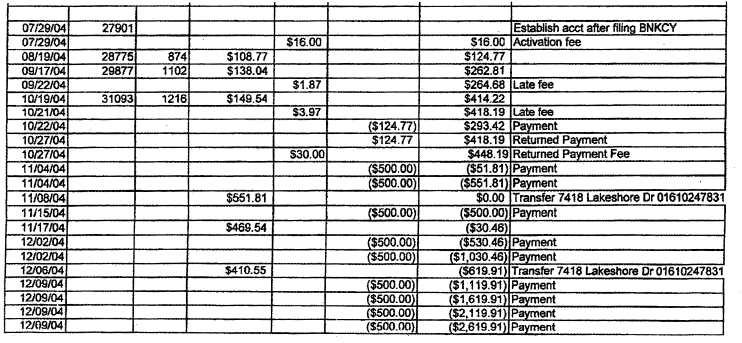 07/29/04 27901 Establish acct after filing BNKCY
07/29/04 $16.00 $16.00 Activation fee
08/19/04 28775 874 $108.77 $124.77
09/17/04 29877 1102 $138.04 $262.81
09/22/04 $1.87 $264.68 Late fee
10/19/04 31093 1216 $149.54 $414.22
10/21/04 $3.97 $418.19 Late fee
10/22/04 ($124.77) $293.42 Payment
10/27/04 $124.77 $418.19 Returned Payment
10/27/04 $30.00 $448.19 Returned Payment Fee
11/04/04 ($500.00) ($51.81) Payment
11/04/04 ($500.00) ($551.81) Payment
11/08/04 $551.81 $0.00 Transfer 7418 Lakeshore Dr 01610247831
11/15/04 ($500.00) ($500.00) Payment
11/17/04 $469.54 ($30.46)
12/02/04 ($500.00) ($530.46) Payment
12/02/04 ($500.00) ($1,030.46) Payment
12/06/04 $410.55 ($619.91) Transfer 7418 Lakeshore Dr 01610247831
12/09/04 ($500.00) ($1,119.91) Payment
12/09/04 ($500.00) ($1,619.91) Payment
12/09/04 ($500.00) ($2,119.91) Payment
12/09/04 ($500.00) ($2,619.91) Payment